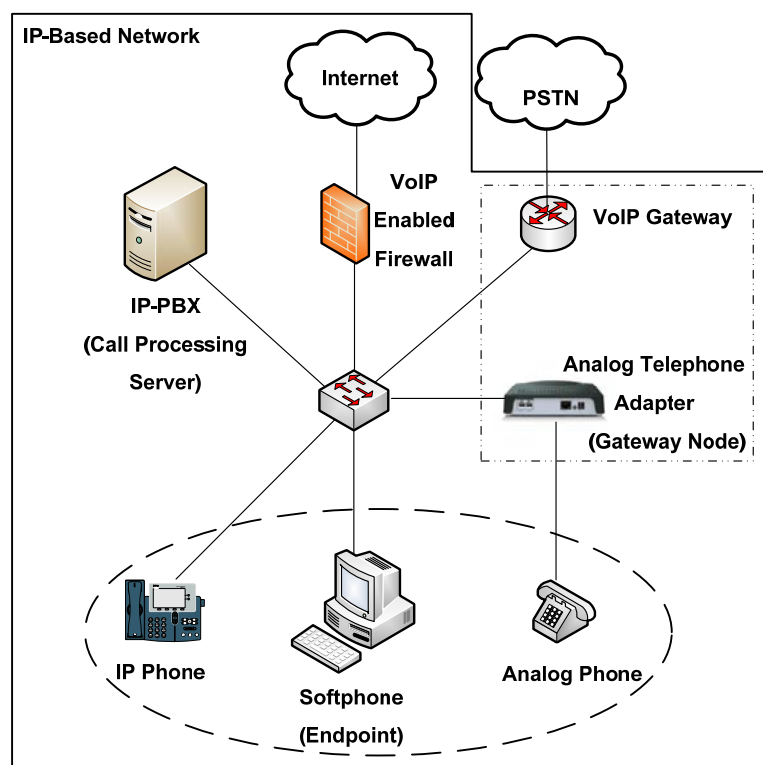 IP-Based Network
Internet
PSTN
VoIP
Enabled
Firewall
VoIP Gateway
IP-PBX
(Call Processing
Server)
Analog Telephone
Adapter
(Gateway Node)
IP Phone
Softphone
(Endpoint)
Analog Phone